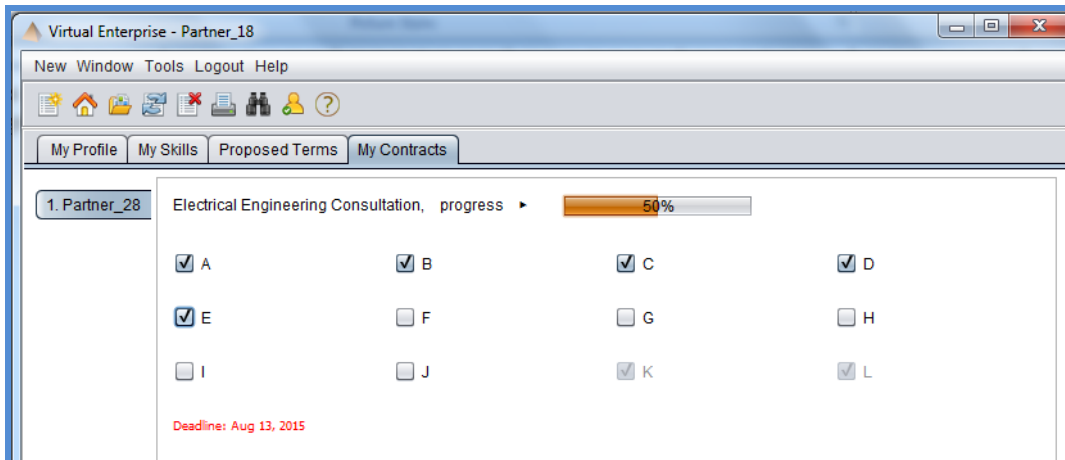 Virtual Enterprise - Partner_18
New Window Tools Logout Help
My Profile My Skills Proposed Terms My Contracts
1. Partner_28 Electrical Engineering Consultation, progress 50%
A B C D
E F G H
I J K L
Deadline: Aug 13, 2015